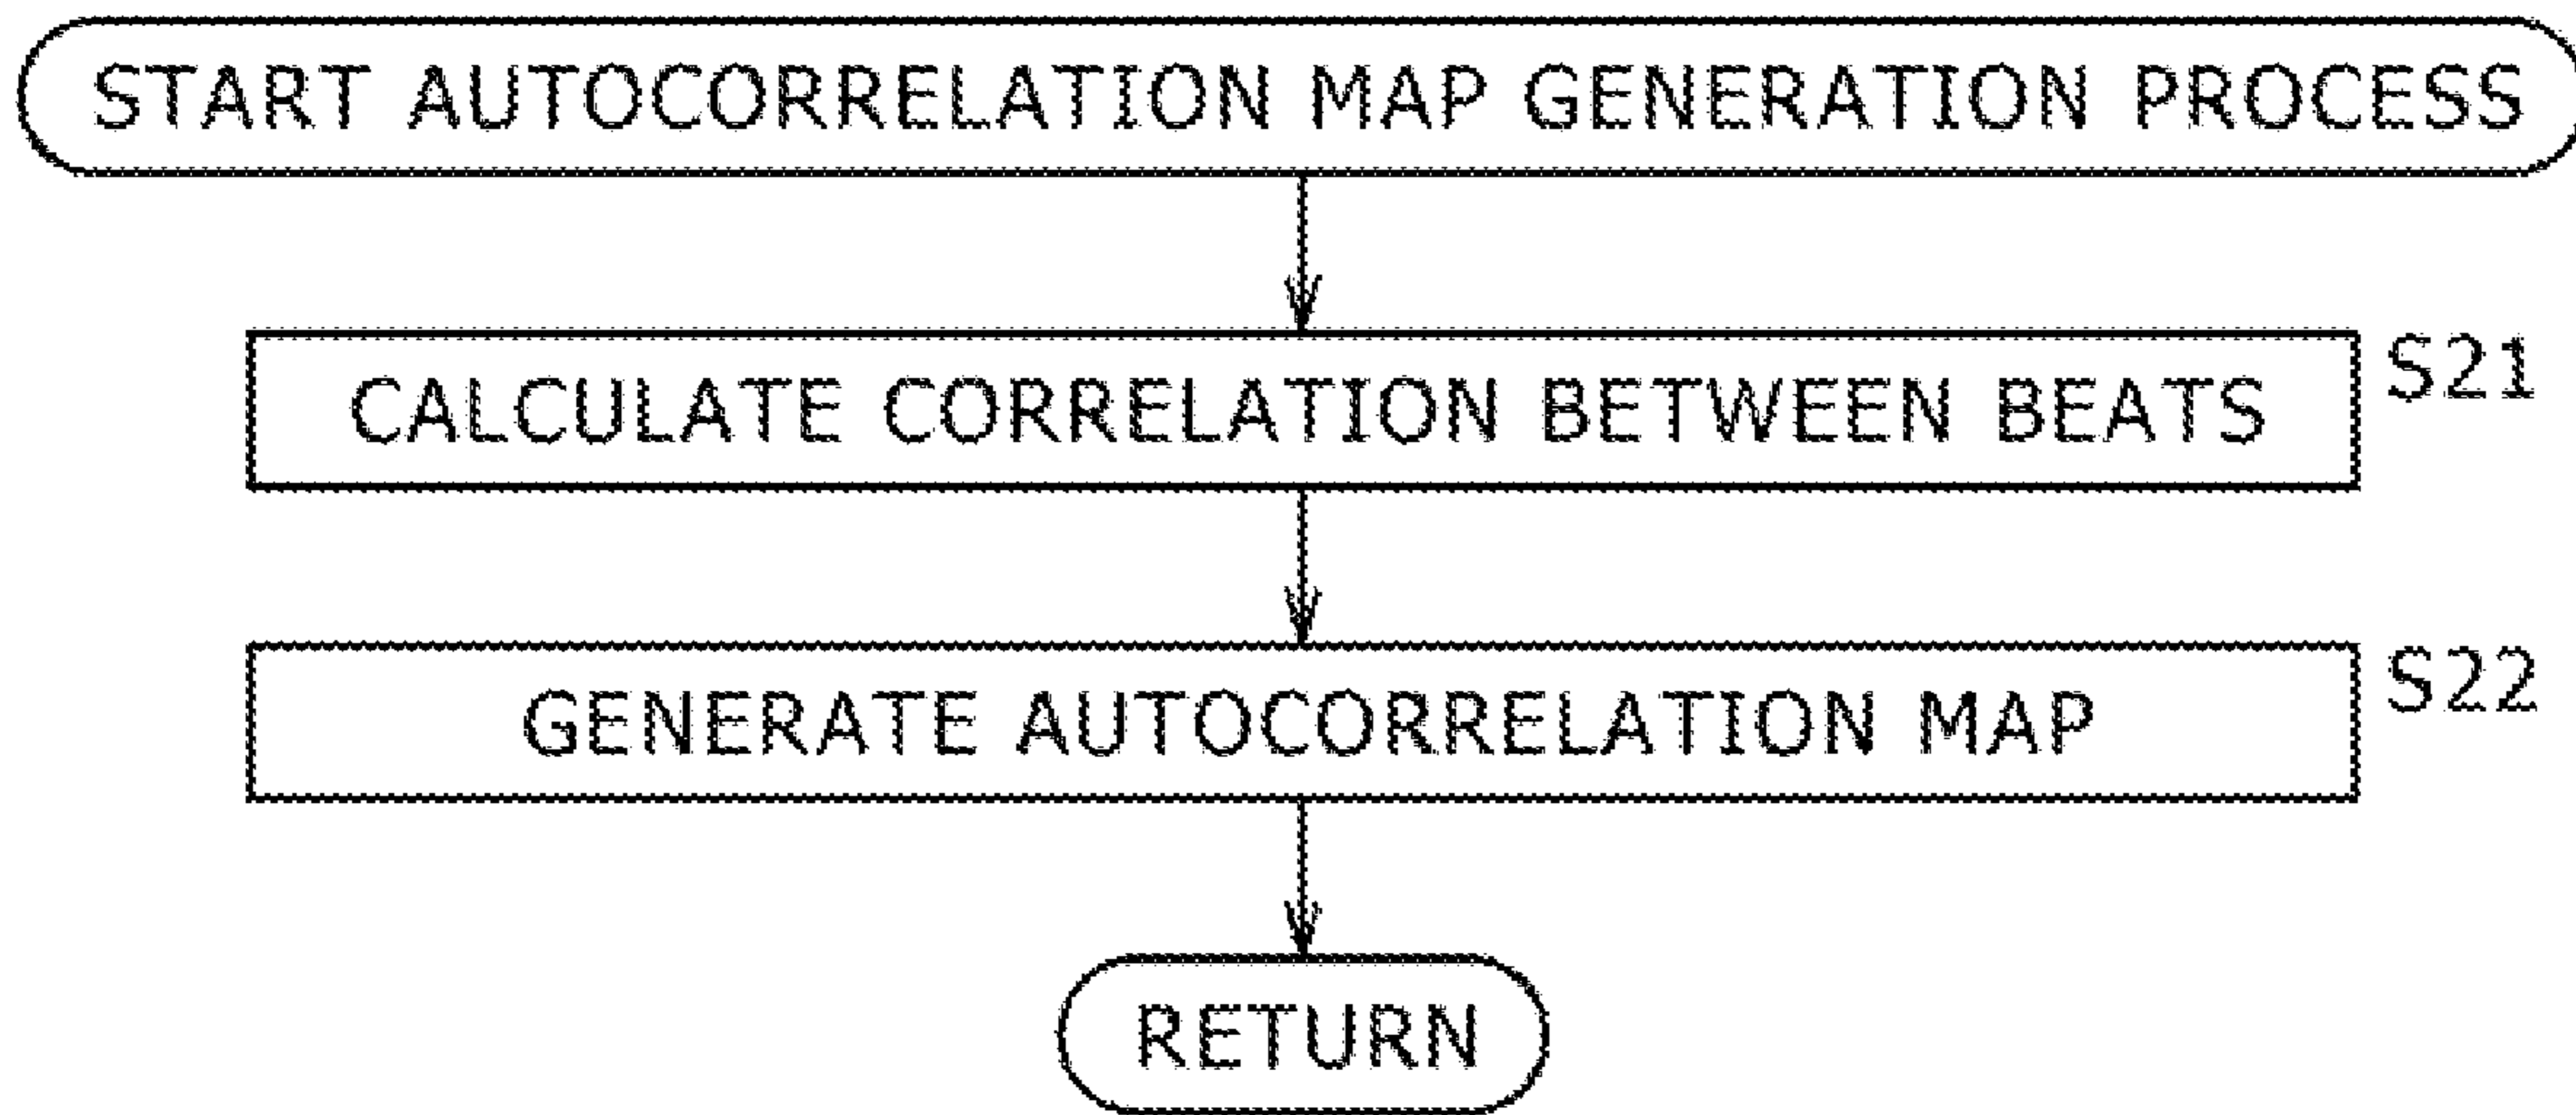 START AUTOCORRELATION MAP GENERATION PROCESS
CALCULATE CORRELATION BETWEEN BEATS
S21
GENERATE AUTOCORRELATION MAP
S22
RETURN